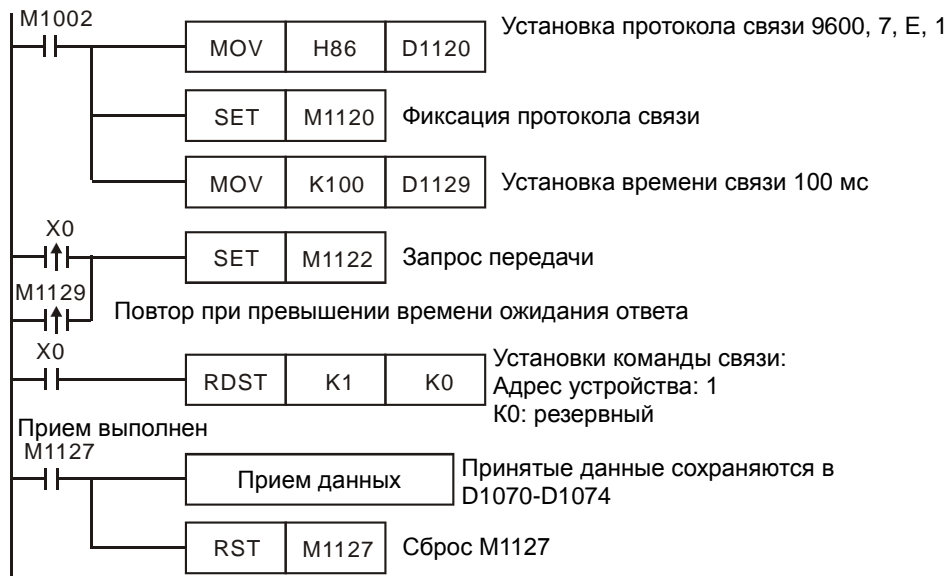 M1002
MOV H86 D1120
Установка протокола связи 9600, 7, E, 1
SET M1120
Фиксация протокола связи
MOV K100 D1129
Установка времени связи 100 мс
X0
SET M1122
Запрос передачи
M1129
Повтор при превышении времени ожидания ответа
X0
RDST K1 K0
Установки команды связи:
Адрес устройства: 1
К0: резервный
Прием выполнен
M1127
Прием данных
Принятые данные сохраняются в
D1070-D1074
RST M1127
Сброс M1127